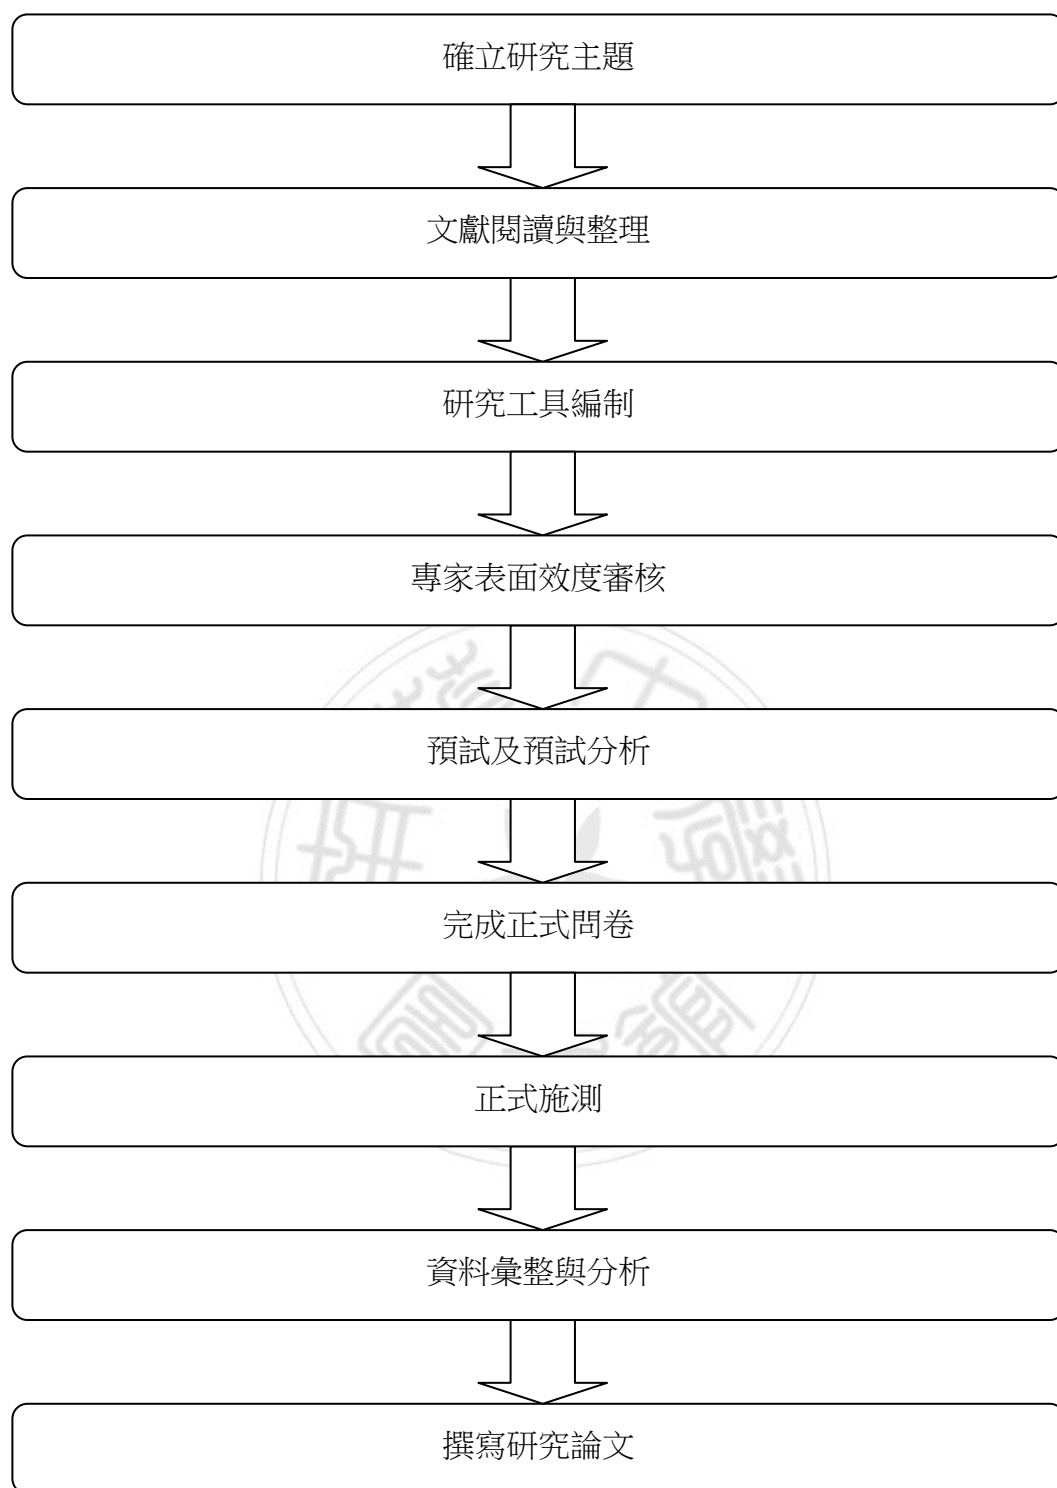 確立研究主題
文獻閱讀與整理
研究工具編制
專家表面效度審核
預試及預試分析
完成正式問卷
正式施測
資料彙整與分析
撰寫研究論文